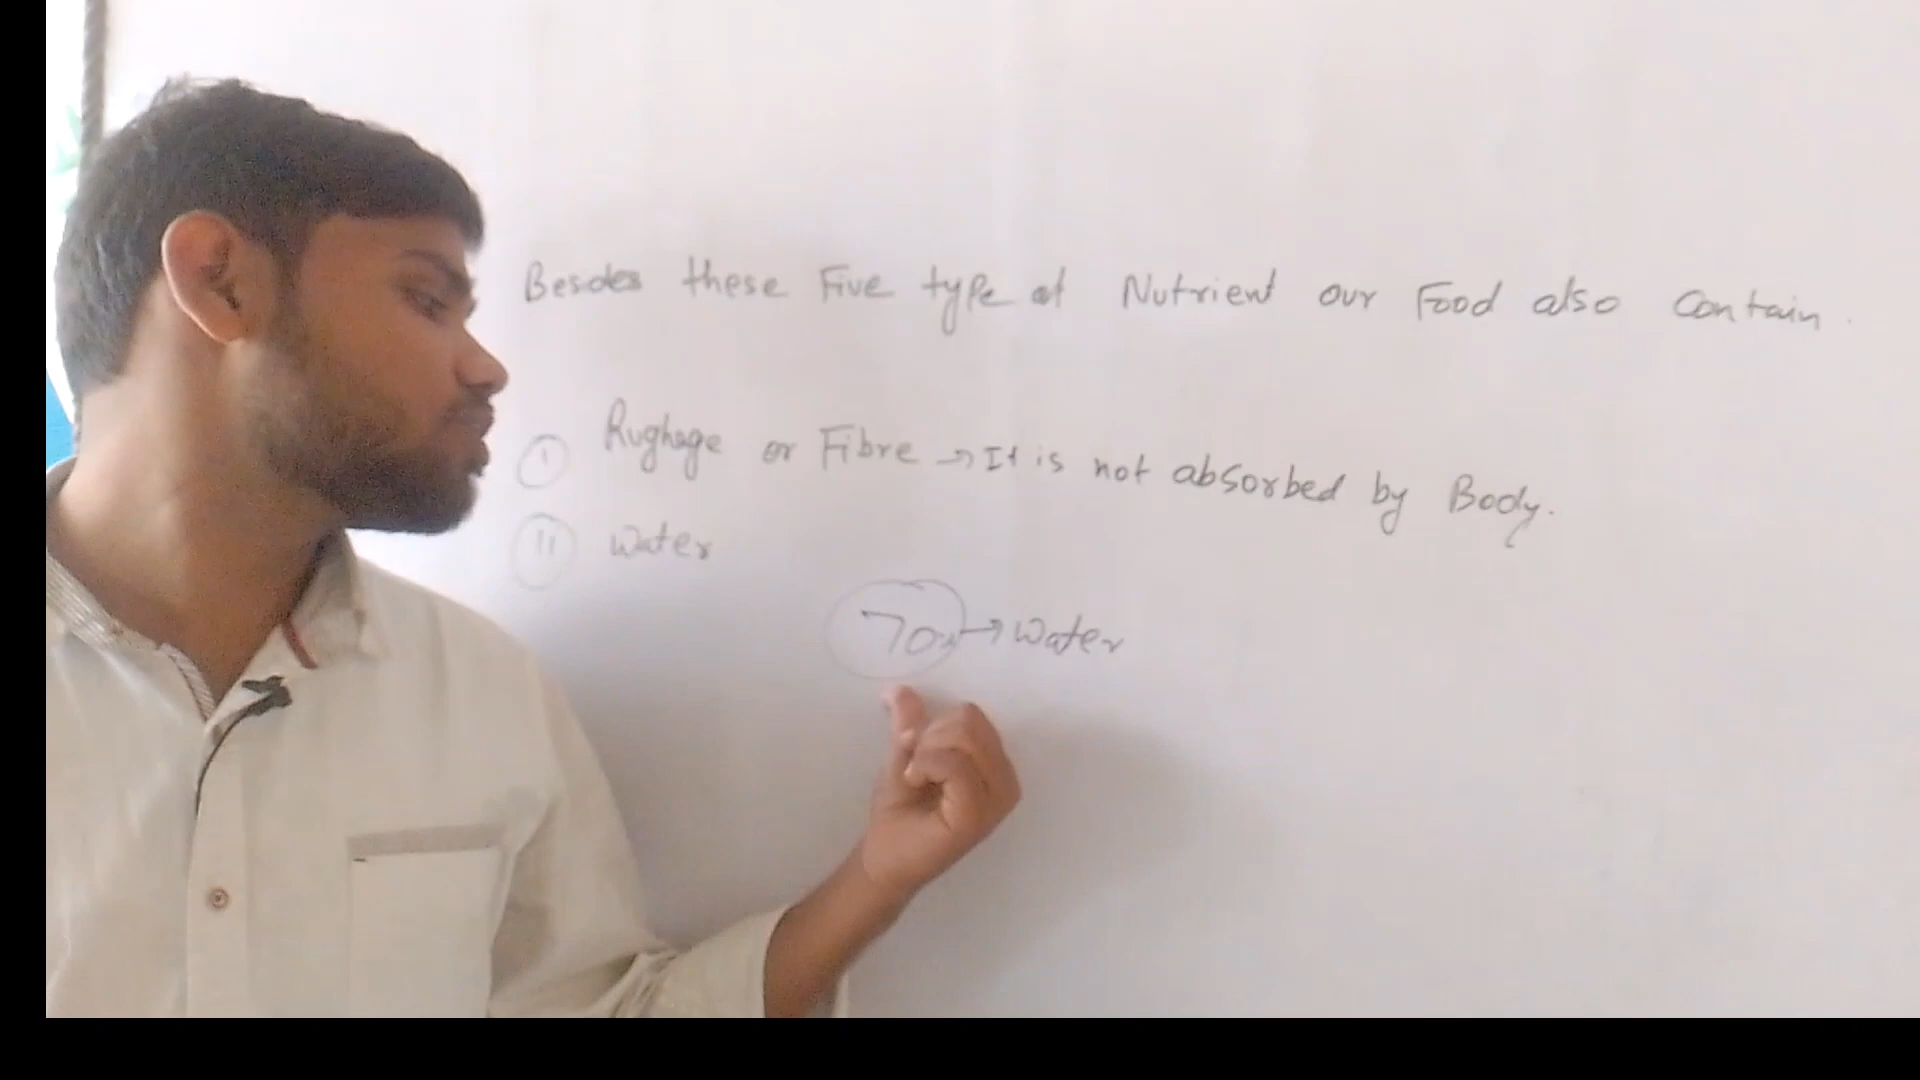 Besides these Five type of Nutrient our Food also Contain.
(i) Rughage or Fibre → It is not absorbed by Body.
(ii) Water
70% → Water